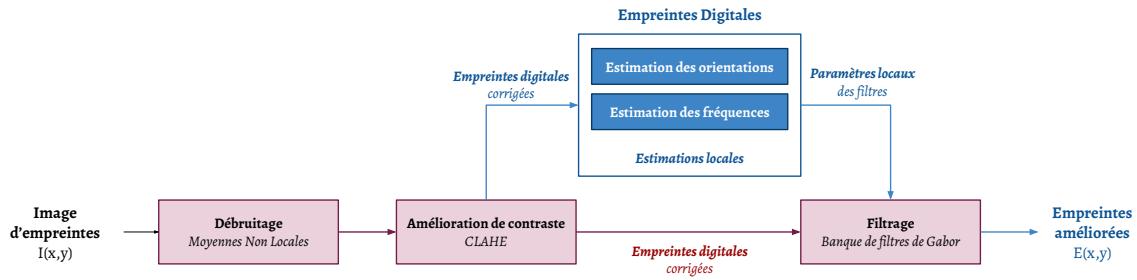 Empreintes Digitales
Estimation des orientations
Estimation des fréquences
Estimations locales
Empreintes digitales
corrigées
Paramètres locaux
des filtres
Image
d'empreintes
I(x,y)
Débruitage
Moyennes Non Locales
Amélioration de contraste
CLAHE
Empreintes digitales
corrigées
Filtrage
Banque de filtres de Gabor
Empreintes
améliorées
E(x,y)